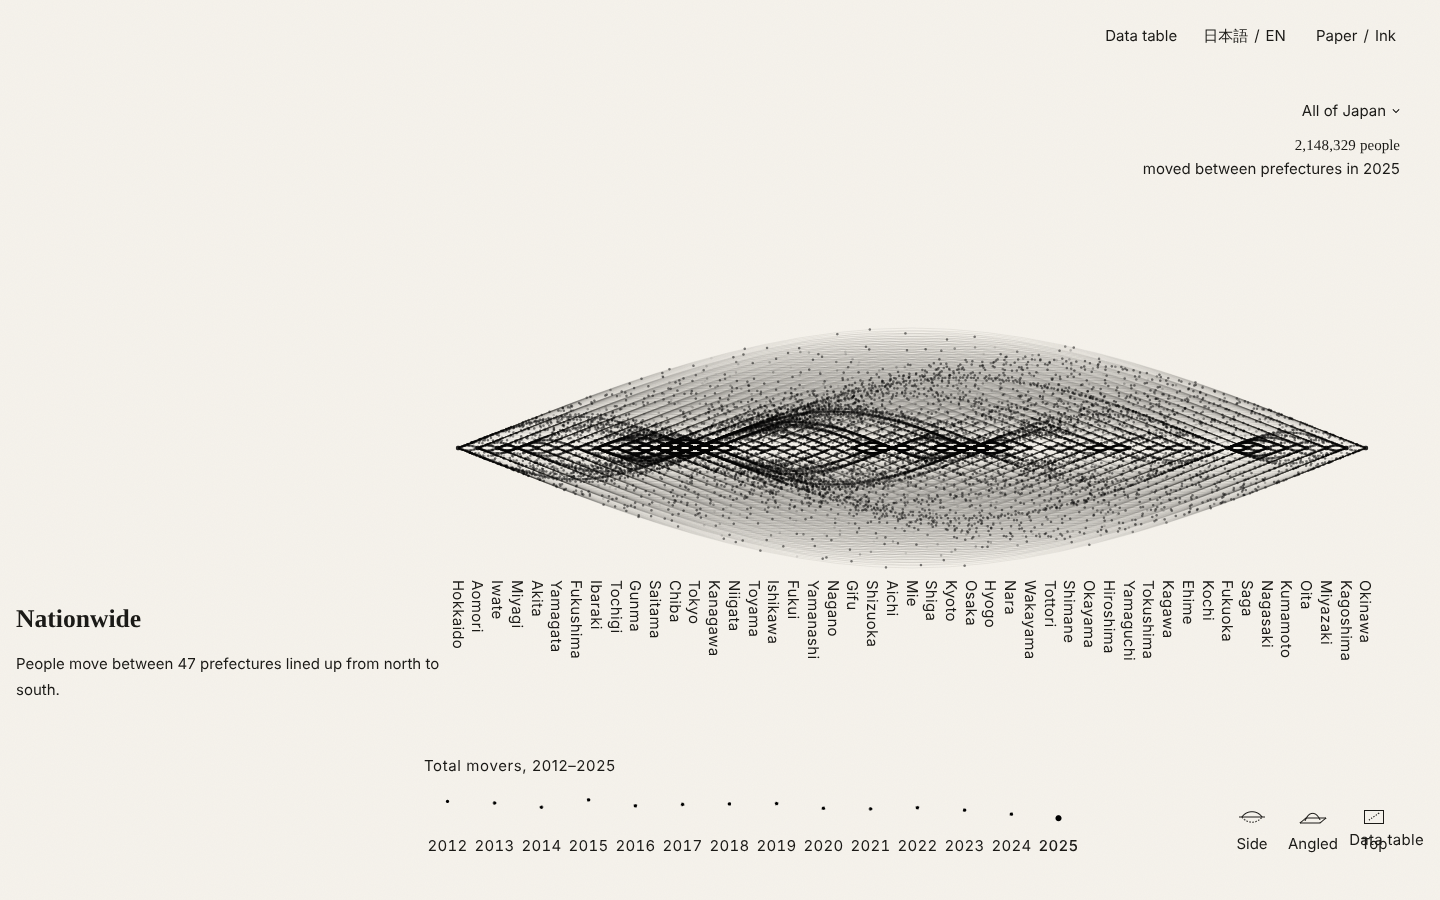 Data table
日本語 / EN
Paper / Ink
All of Japan
2,148,329 people
moved between prefectures in 2025
Hokkaido
Aomori
Iwate
Miyagi
Akita
Yamagata
Fukushima
Ibaraki
Tochigi
Gunma
Saitama
Chiba
Tokyo
Kanagawa
Niigata
Toyama
Ishikawa
Fukui
Yamanashi
Nagano
Gifu
Shizuoka
Aichi
Mie
Shiga
Kyoto
Osaka
Hyogo
Nara
Wakayama
Tottori
Shimane
Okayama
Hiroshima
Yamaguchi
Tokushima
Kagawa
Ehime
Kochi
Fukuoka
Saga
Nagasaki
Kumamoto
Oita
Miyazaki
Kagoshima
Okinawa
Nationwide
People move between 47 prefectures lined up from north to
south.
Total movers, 2012–2025
2012 2013 2014 2015 2016 2017 2018 2019 2020 2021 2022 2023 2024 2025
Side
Angled
Top
Data table